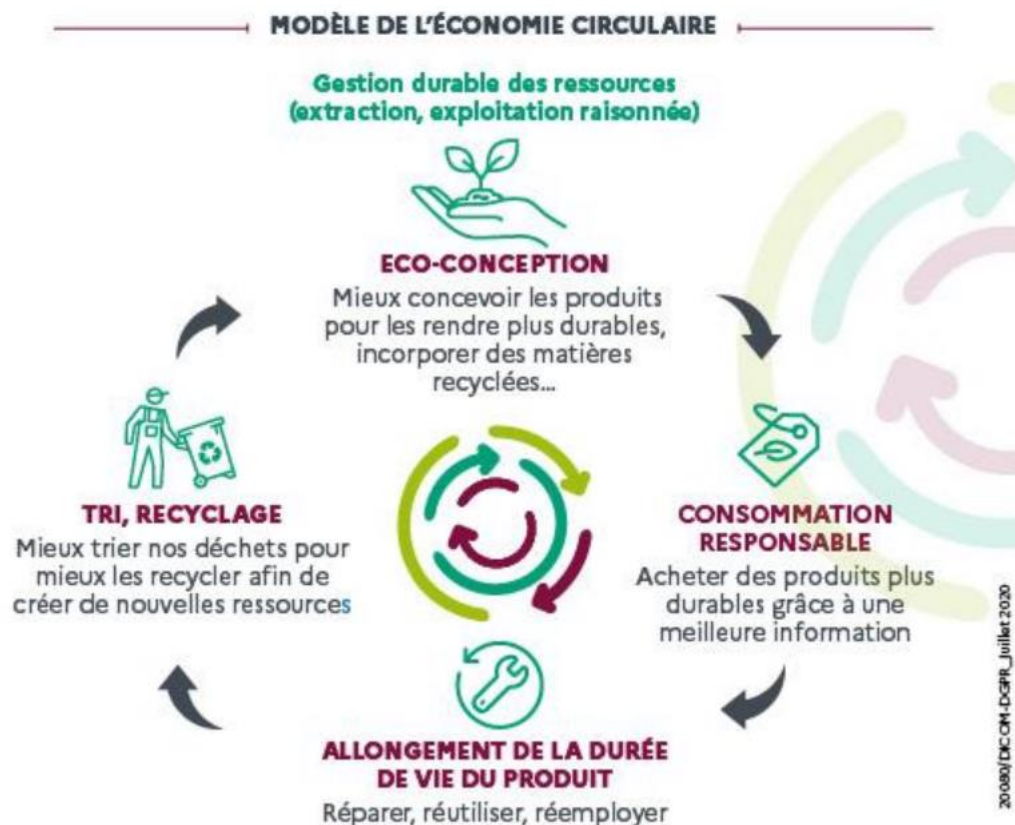 MODÈLE DE L'ÉCONOMIE CIRCULAIRE
Gestion durable des ressources
(extraction, exploitation raisonnée)
ECO-CONCEPTION
Mieux concevoir les produits
pour les rendre plus durables,
incorporer des matières
recyclées...
CONSOMMATION
RESPONSABLE
Acheter des produits plus
durables grâce à une
meilleure information
ALLONGEMENT DE LA DURÉE
DE VIE DU PRODUIT
Réparer, réutiliser, réemployer
TRI, RECYCLAGE
Mieux trier nos déchets pour
mieux les recycler afin de
créer de nouvelles ressources
20080/DICOM-DGPR_Juillet 2020